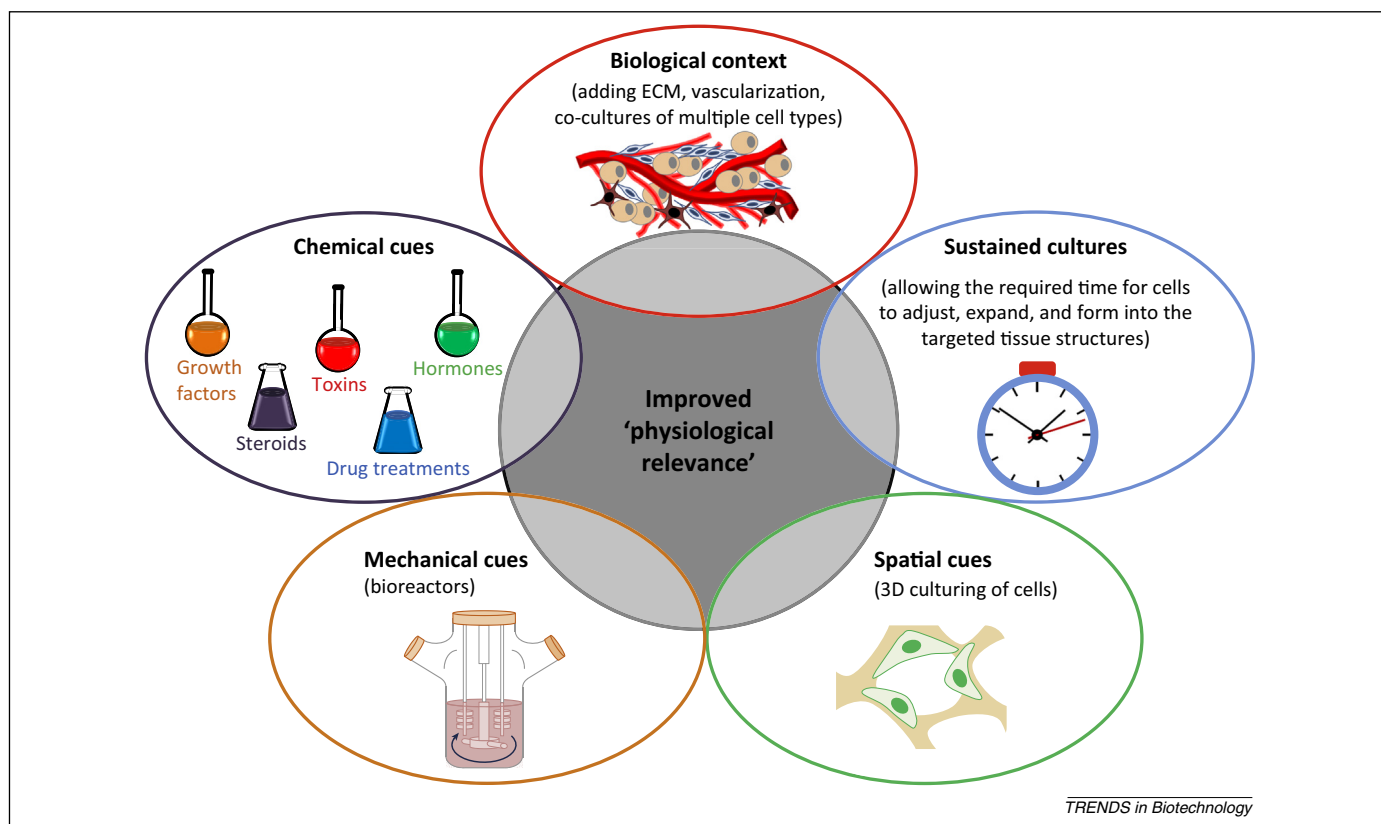 Biological context
(adding ECM, vascularization,
co-cultures of multiple cell types)
Chemical cues
Growth
factors
Toxins
Hormones
Steroids
Drug treatments
Sustained cultures
(allowing the required time for cells
to adjust, expand, and form into the
targeted tissue structures)
Improved
‘physiological
relevance’
Mechanical cues
(bioreactors)
Spatial cues
(3D culturing of cells)
TRENDS in Biotechnology